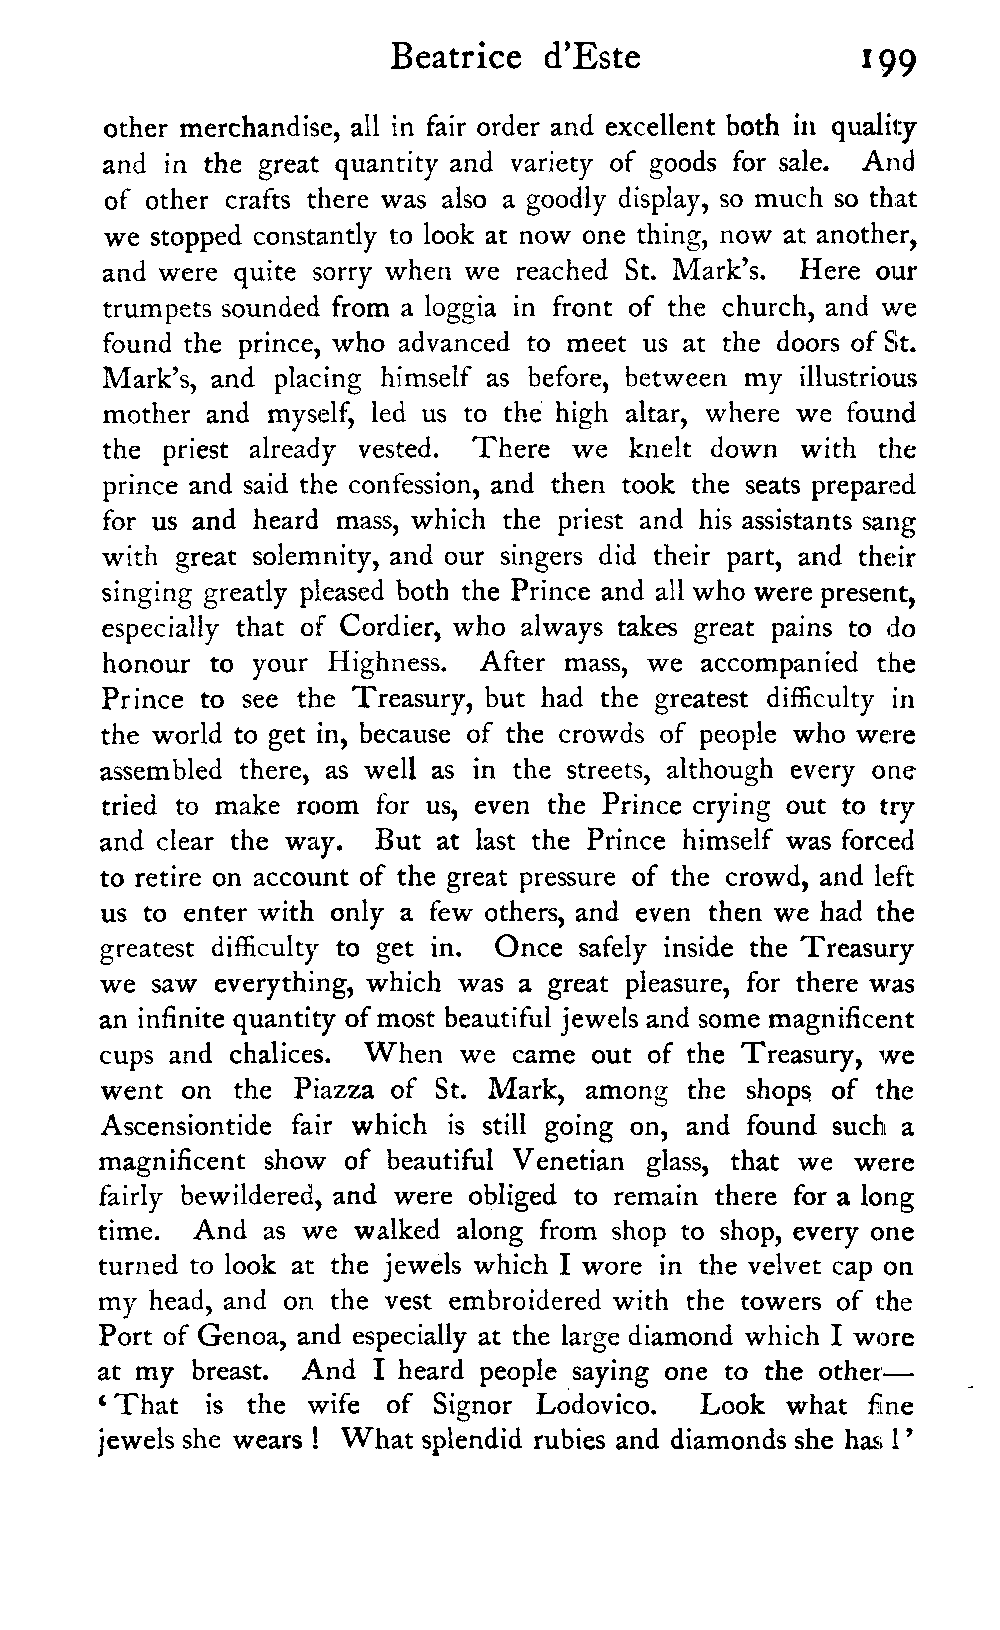 Beatrice d'Este 199
other merchandise, all in fair order and excellent both in quality
and in the great quantity and variety of goods for sale. And
of other crafts there was also a goodly display, so much so that
we stopped constantly to look at now one thing, now at another,
and were quite sorry when we reached St. Mark's. Here our
trumpets sounded from a loggia in front of the church, and we
found the prince, who advanced to meet us at the doors of St.
Mark's, and placing himself as before, between my illustrious
mother and myself, led us to the high altar, where we found
the priest already vested. There we knelt down with the
prince and said the confession, and then took the seats prepared
for us and heard mass, which the priest and his assistants sang
with great solemnity, and our singers did their part, and their
singing greatly pleased both the Prince and all who were present,
especially that of Cordier, who always takes great pains to do
honour to your Highness. After mass, we accompanied the
Prince to see the Treasury, but had the greatest difficulty in
the world to get in, because of the crowds of people who were
assembled there, as well as in the streets, although every one
tried to make room for us, even the Prince crying out to try
and clear the way. But at last the Prince himself was forced
to retire on account of the great pressure of the crowd, and left
us to enter with only a few others, and even then we had the
greatest difficulty to get in. Once safely inside the Treasury
we saw everything, which was a great pleasure, for there was
an infinite quantity of most beautiful jewels and some magnificent
cups and chalices. When we came out of the Treasury, we
went on the Piazza of St. Mark, among the shops of the
Ascensiontide fair which is still going on, and found such a
magnificent show of beautiful Venetian glass, that we were
fairly bewildered, and were obliged to remain there for a long
time. And as we walked along from shop to shop, every one
turned to look at the jewels which I wore in the velvet cap on
my head, and on the vest embroidered with the towers of the
Port of Genoa, and especially at the large diamond which I wore
at my breast. And I heard people saying one to the other—
‘That is the wife of Signor Lodovico. Look what fine
jewels she wears! What splendid rubies and diamonds she has!’